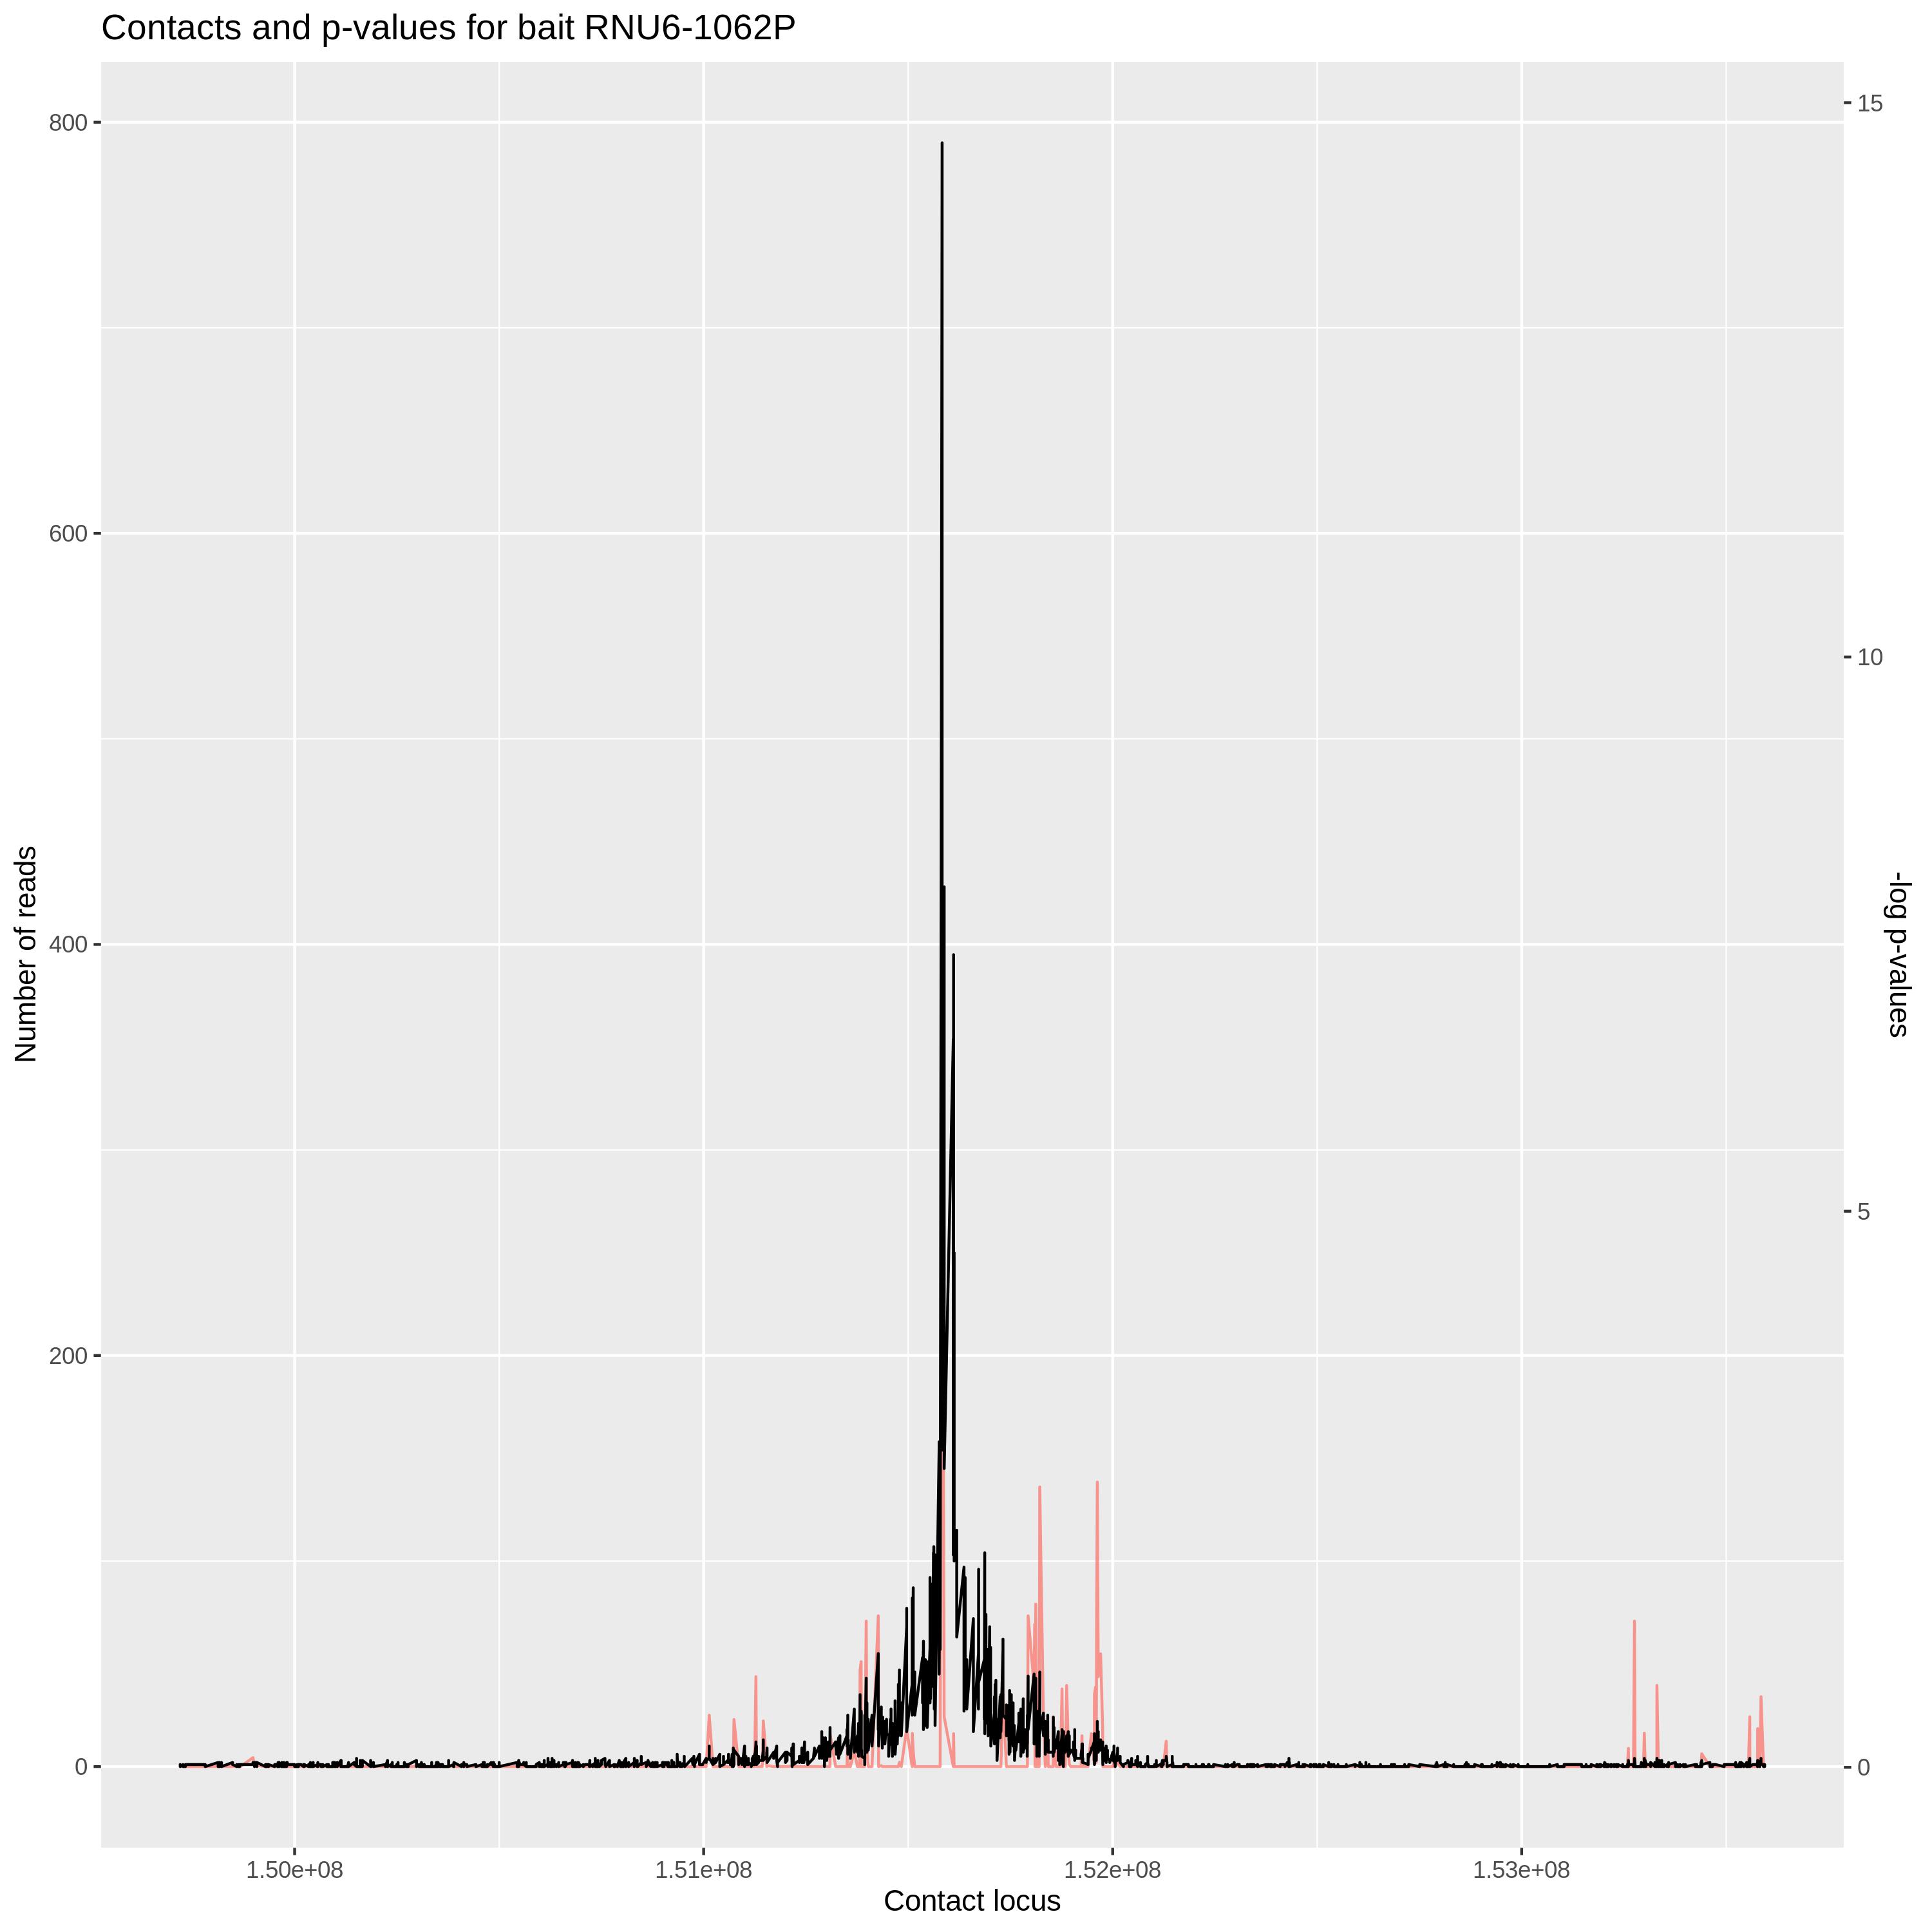 Contacts and p-values for bait RNU6-1062P
800
600
400
200
0
Number of reads
15
10
5
0
-log p-values
1.50e+08
1.51e+08
1.52e+08
1.53e+08
Contact locus